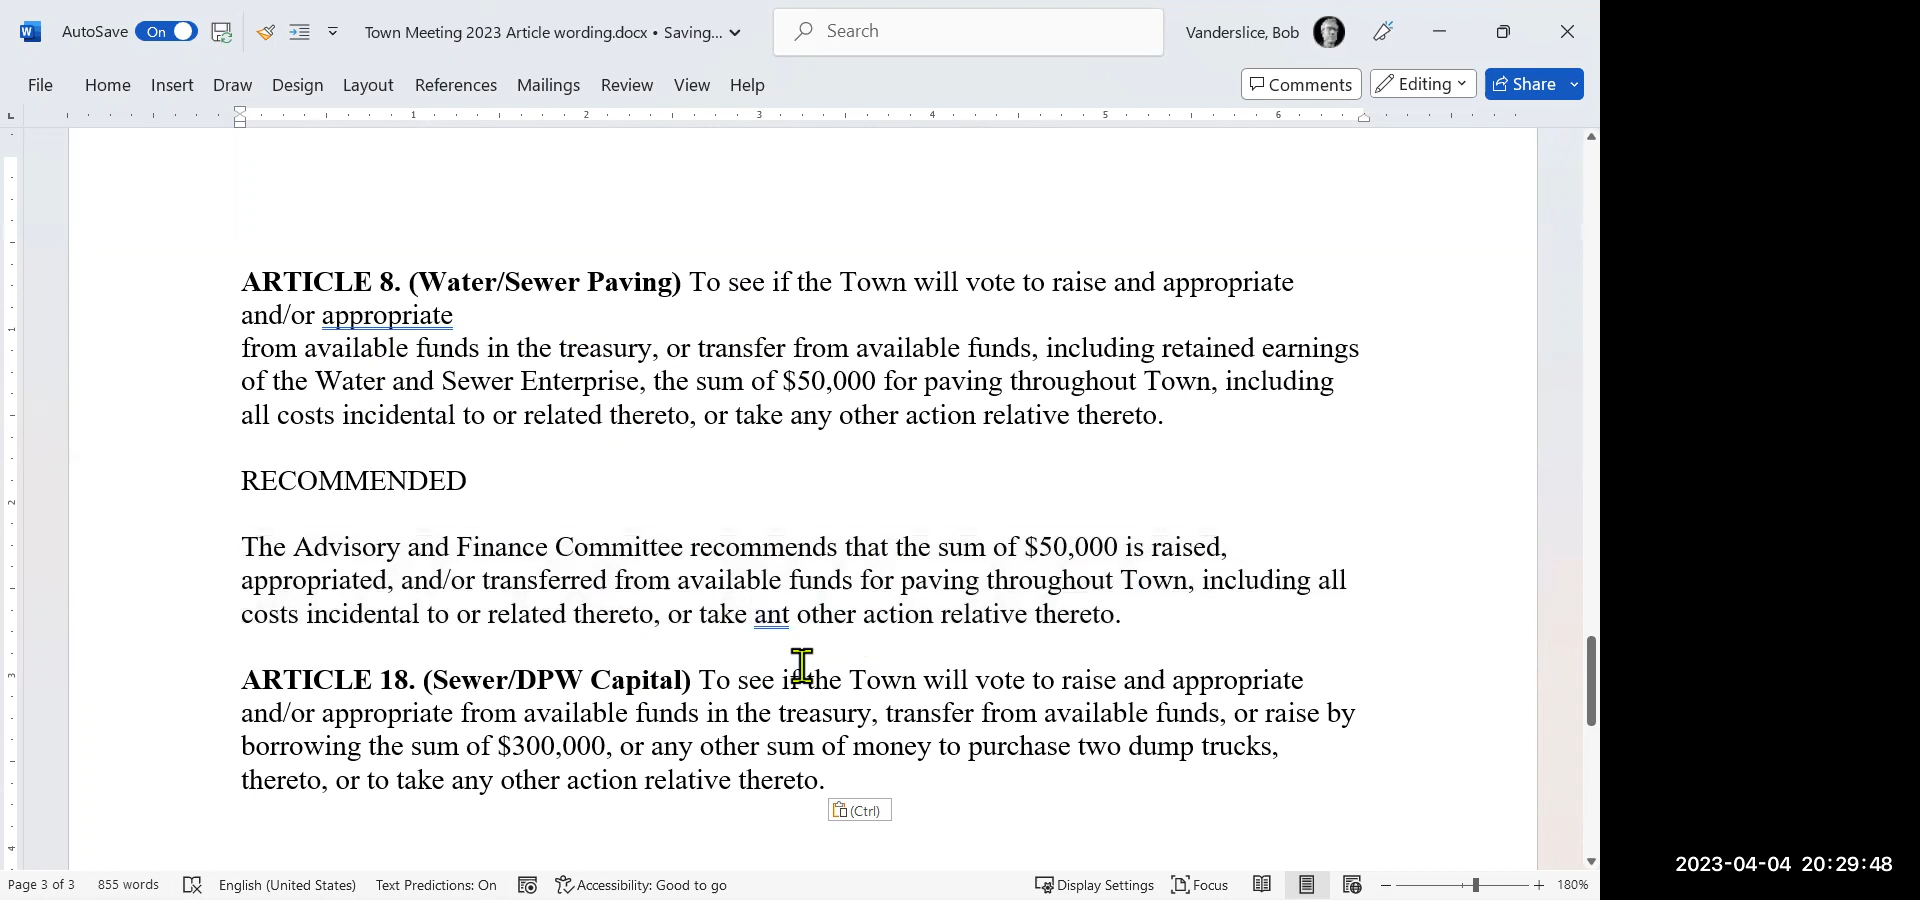 AutoSave On Town Meeting 2023 Article wording.docx • Saving... Search Vanderslice, Bob
File Home Insert Draw Design Layout References Mailings Review View Help Comments Editing Share
1 2 3 4 5 6
ARTICLE 8. (Water/Sewer Paving) To see if the Town will vote to raise and appropriate
and/or appropriate
from available funds in the treasury, or transfer from available funds, including retained earnings
of the Water and Sewer Enterprise, the sum of $50,000 for paving throughout Town, including
all costs incidental to or related thereto, or take any other action relative thereto.
RECOMMENDED
The Advisory and Finance Committee recommends that the sum of $50,000 is raised,
appropriated, and/or transferred from available funds for paving throughout Town, including all
costs incidental to or related thereto, or take ant other action relative thereto.
ARTICLE 18. (Sewer/DPW Capital) To see if the Town will vote to raise and appropriate
and/or appropriate from available funds in the treasury, transfer from available funds, or raise by
borrowing the sum of $300,000, or any other sum of money to purchase two dump trucks,
thereto, or to take any other action relative thereto.
(Ctrl)
1
2
3
4
2023-04-04 20:29:48
Page 3 of 3 855 words English (United States) Text Predictions: On Accessibility: Good to go Display Settings Focus 180%